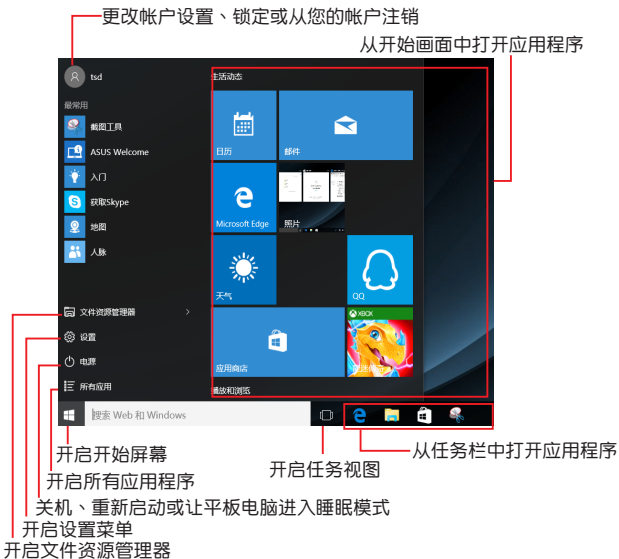 更改帐户设置、锁定或从您的帐户注销
从开始画面中打开应用程序
tsd
生活动态
最常用
截图工具
ASUS Welcome
入门
获取Skype
地图
人脉
日历
邮件
Microsoft Edge
照片
天气
QQ
应用商店
XBOX
播放和浏览
文件资源管理器
设置
电源
所有应用
搜索 Web 和 Windows
开启开始屏幕
开启任务视图
从任务栏中打开应用程序
开启所有应用程序
关机、重新启动或让平板电脑进入睡眠模式
开启设置菜单
开启文件资源管理器